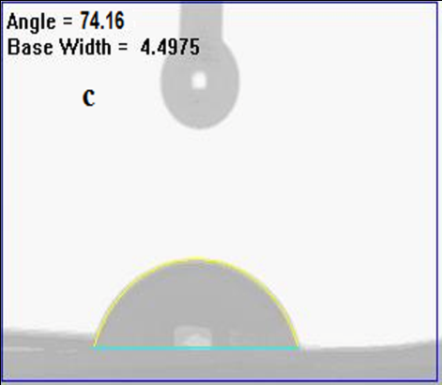 Angle = 74.16
Base Width = 4.4975
c